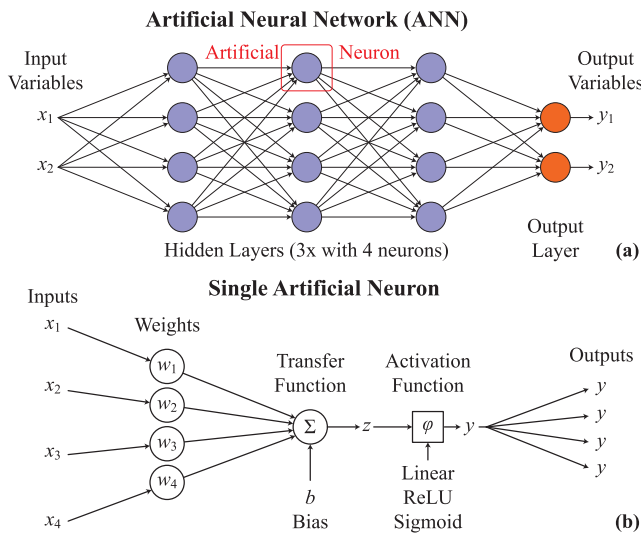 Artificial Neural Network (ANN)
Input
Variables
Artificial
Neuron
Output
Variables
x₁
x₂
y₁
y₂
Hidden Layers (3x with 4 neurons)
Output
Layer
(a)
Single Artificial Neuron
Inputs
Weights
Transfer
Function
Activation
Function
Outputs
x₁
x₂
x₃
x₄
w₁
w₂
w₃
w₄
Σ
z
φ
y
y
y
y
y
b
Bias
Linear
ReLU
Sigmoid
(b)